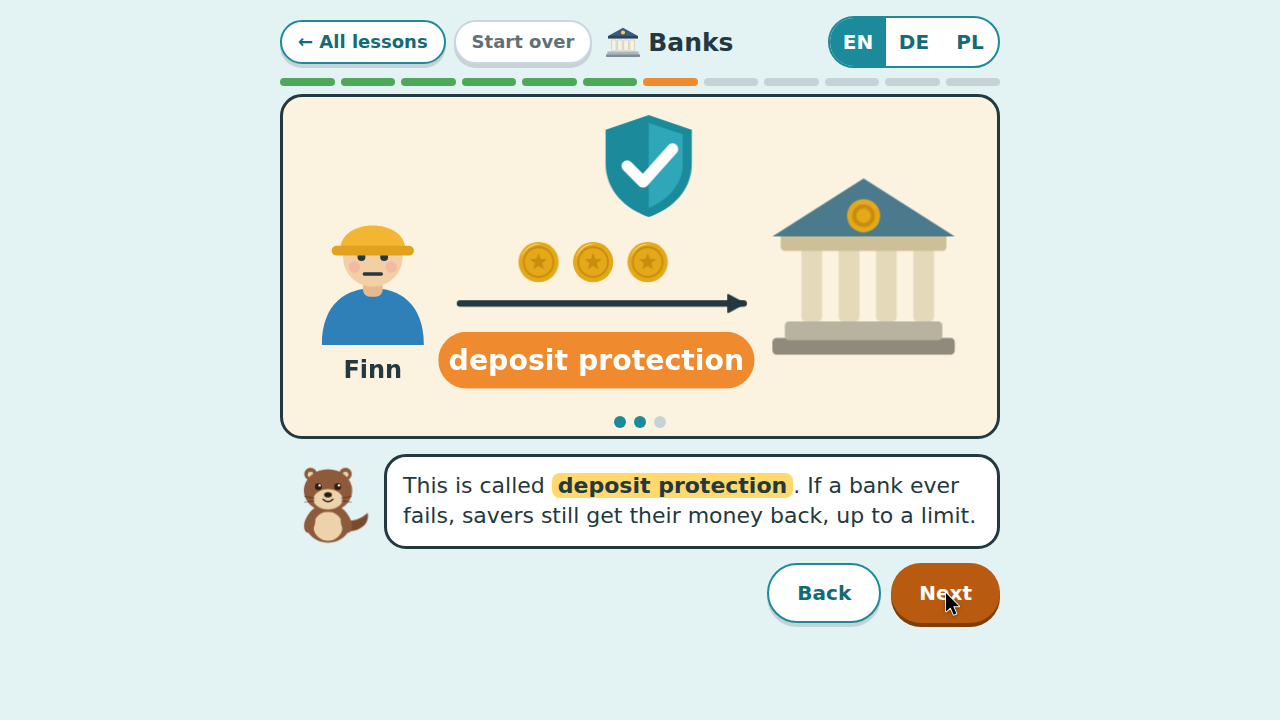 ← All lessons
Start over
Banks
EN DE PL
Finn
deposit protection
This is called deposit protection. If a bank ever
fails, savers still get their money back, up to a limit.
Back
Next